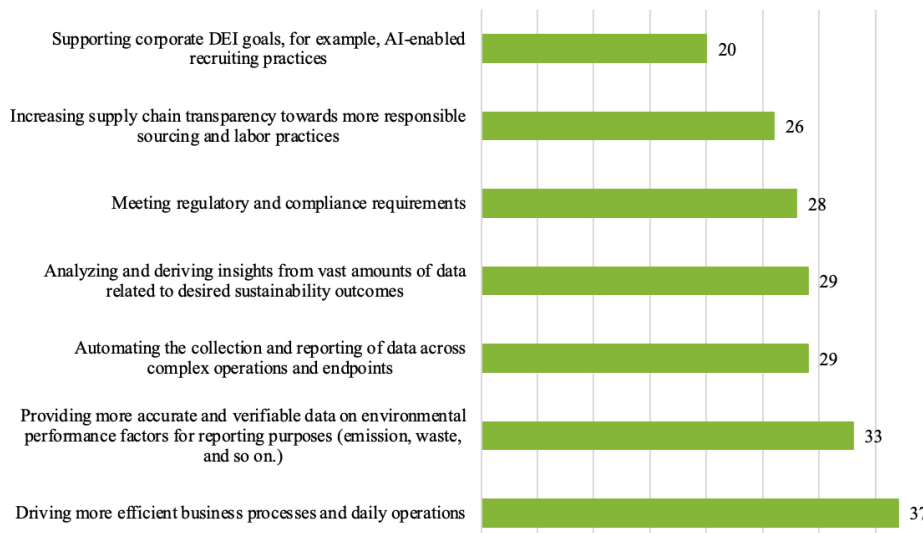 Supporting corporate DEI goals, for example, AI-enabled
recruiting practices
20
Increasing supply chain transparency towards more responsible
sourcing and labor practices
26
Meeting regulatory and compliance requirements
28
Analyzing and deriving insights from vast amounts of data
related to desired sustainability outcomes
29
Automating the collection and reporting of data across
complex operations and endpoints
29
Providing more accurate and verifiable data on environmental
performance factors for reporting purposes (emission, waste,
and so on.)
33
Driving more efficient business processes and daily operations
37